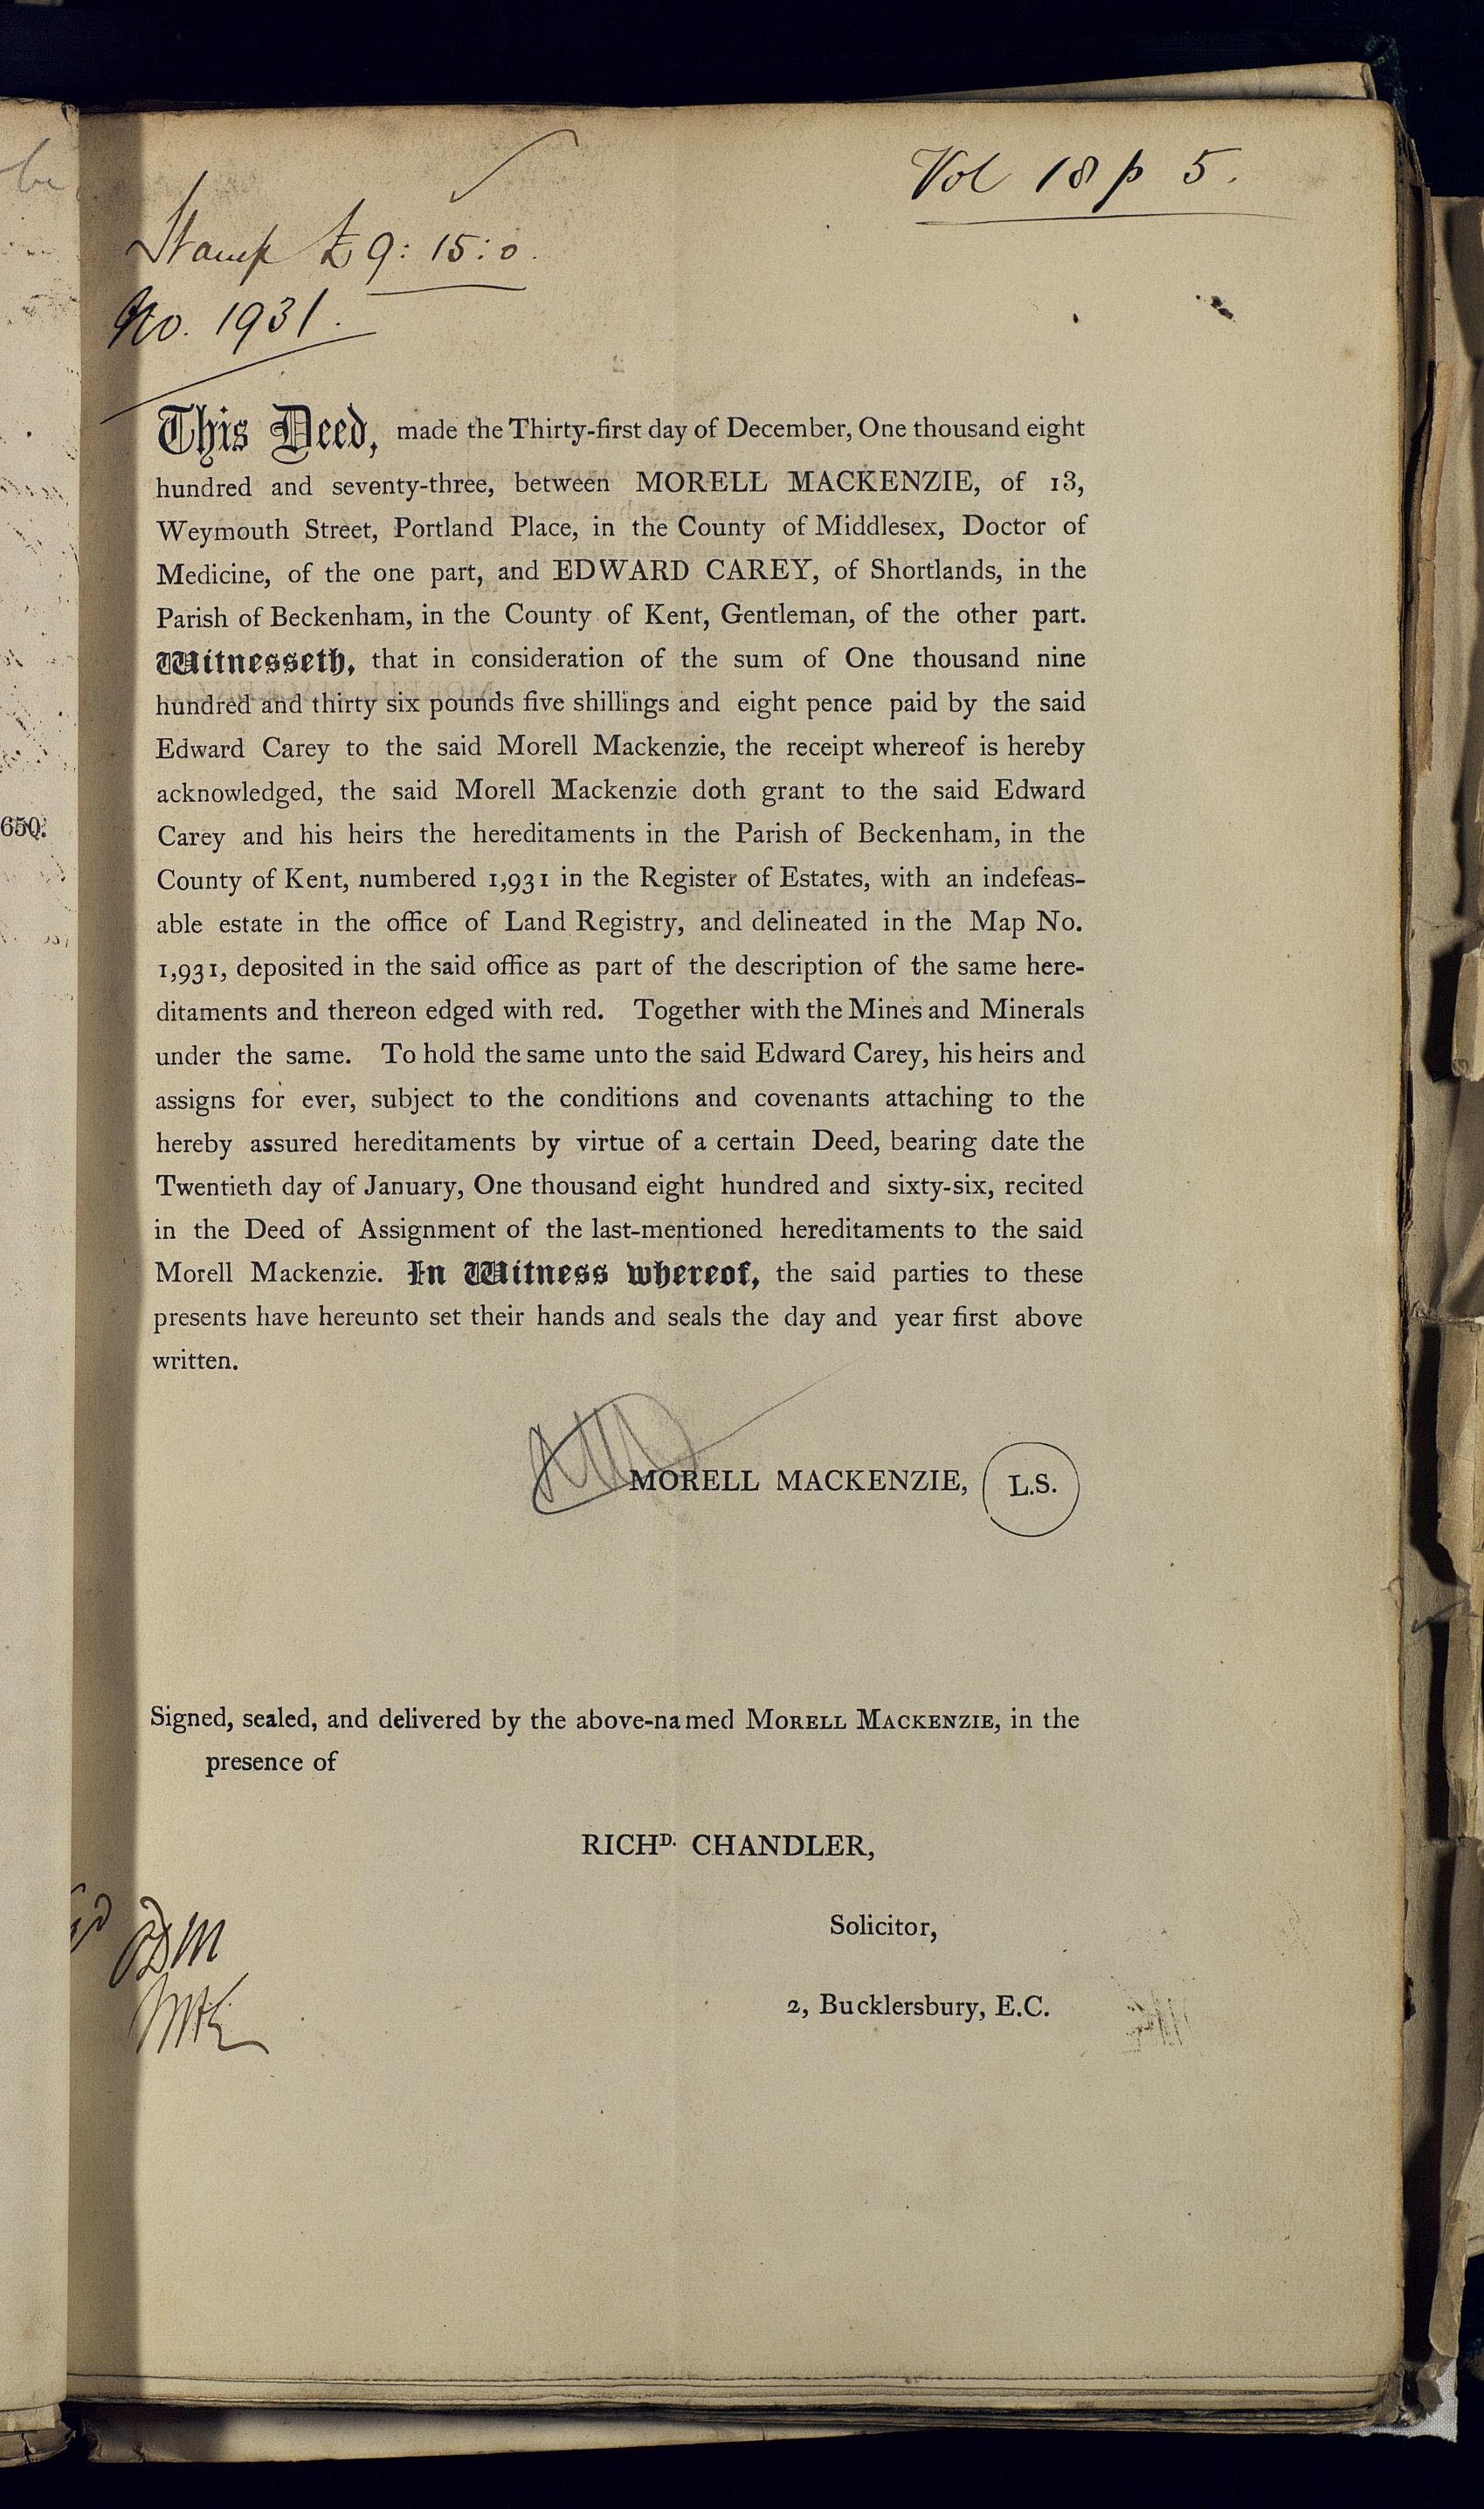 Vol 18 p 5.
Stamp £9: 15: 0.
No. 1931.
This Deed, made the Thirty-first day of December, One thousand eight
hundred and seventy-three, between MORELL MACKENZIE, of 13,
Weymouth Street, Portland Place, in the County of Middlesex, Doctor of
Medicine, of the one part, and EDWARD CAREY, of Shortlands, in the
Parish of Beckenham, in the County of Kent, Gentleman, of the other part.
Witnesseth, that in consideration of the sum of One thousand nine
hundred and thirty six pounds five shillings and eight pence paid by the said
Edward Carey to the said Morell Mackenzie, the receipt whereof is hereby
acknowledged, the said Morell Mackenzie doth grant to the said Edward
Carey and his heirs the hereditaments in the Parish of Beckenham, in the
County of Kent, numbered 1,931 in the Register of Estates, with an indefeas-
able estate in the office of Land Registry, and delineated in the Map No.
1,931, deposited in the said office as part of the description of the same here-
ditaments and thereon edged with red. Together with the Mines and Minerals
under the same. To hold the same unto the said Edward Carey, his heirs and
assigns for ever, subject to the conditions and covenants attaching to the
hereby assured hereditaments by virtue of a certain Deed, bearing date the
Twentieth day of January, One thousand eight hundred and sixty-six, recited
in the Deed of Assignment of the last-mentioned hereditaments to the said
Morell Mackenzie. In Witness whereof, the said parties to these
presents have hereunto set their hands and seals the day and year first above
written.
MORELL MACKENZIE, L.S.
Signed, sealed, and delivered by the above-named MORELL MACKENZIE, in the
presence of
RICHD. CHANDLER,
Solicitor,
2, Bucklersbury, E.C.
650.